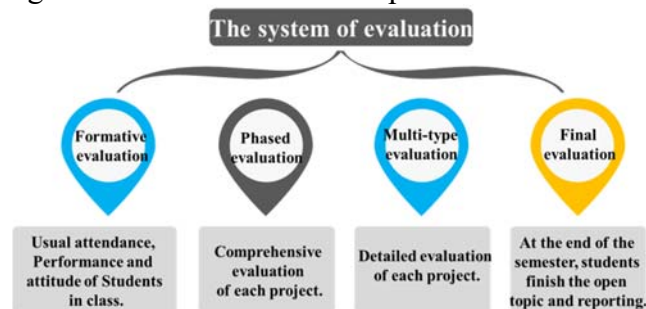 The system of evaluation
Formative
evaluation
Phased
evaluation
Multi-type
evaluation
Final
evaluation
Usual attendance,
Performance and
attitude of Students
in class.
Comprehensive
evaluation
of each project.
Detailed evaluation
of each project.
At the end of the
semester, students
finish the open
topic and reporting.